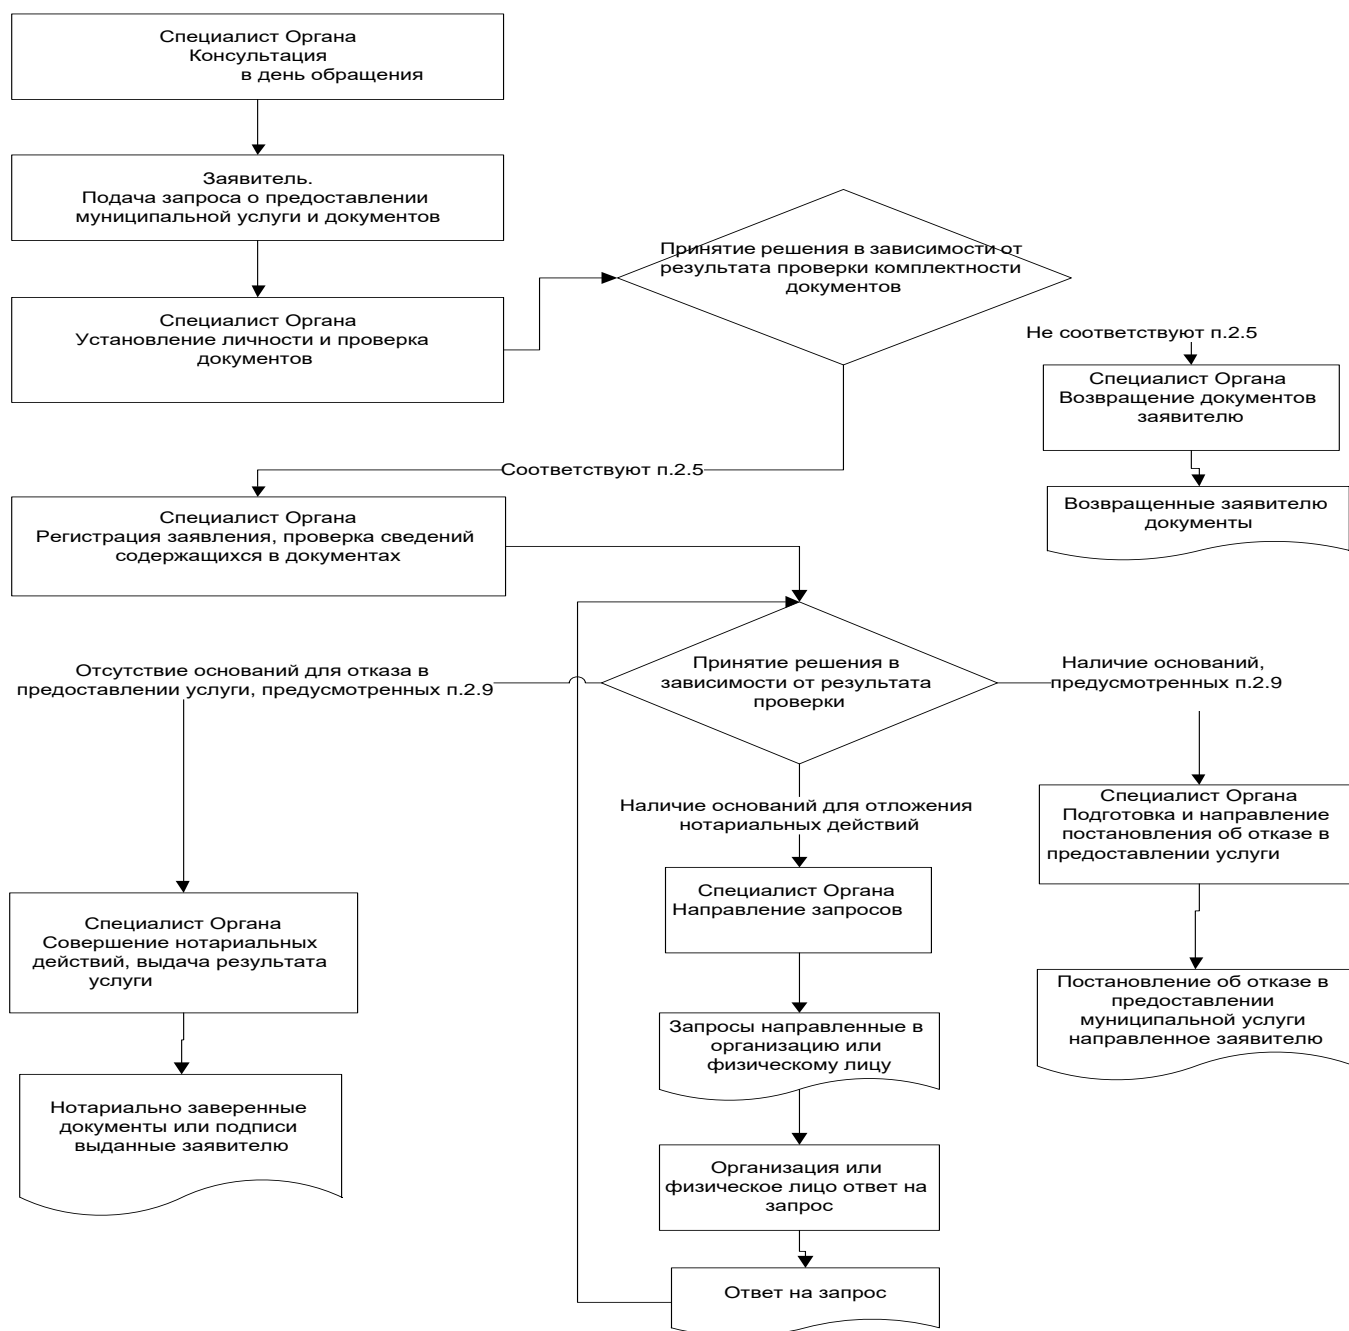 Специалист Органа
Консультация
в день обращения
Заявитель.
Подача запроса о предоставлении
муниципальной услуги и документов
Специалист Органа
Установление личности и проверка
документов
Принятие решения в зависимости от
результата проверки комплектности
документов
Не соответствуют п.2.5
Специалист Органа
Возвращение документов
заявителю
Возвращенные заявителю
документы
Соответствуют п.2.5
Специалист Органа
Регистрация заявления, проверка сведений
содержащихся в документах
Принятие решения в
зависимости от результата
проверки
Отсутствие оснований для отказа в
предоставлении услуги, предусмотренных п.2.9
Наличие оснований,
предусмотренных п.2.9
Наличие оснований для отложения
нотариальных действий
Специалист Органа
Подготовка и направление
постановления об отказе в
предоставлении услуги
Специалист Органа
Направление запросов
Специалист Органа
Совершение нотариальных
действий, выдача результата
услуги
Постановление об отказе в
предоставлении
муниципальной услуги
направленное заявителю
Запросы направленные в
организацию или
физическому лицу
Нотариально заверенные
документы или подписи
выданные заявителю
Организация или
физическое лицо ответ на
запрос
Ответ на запрос